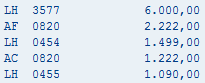 LH 3577 6.000,00
AF 0820 2.222,00
LH 0454 1.499,00
AC 0820 1.222,00
LH 0455 1.090,00